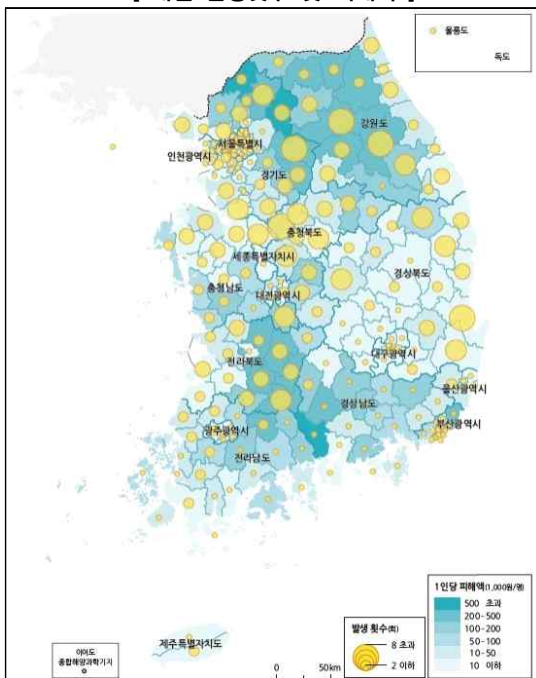 울릉도
독도
강원도
서울특별시
인천광역시
경기도
충청북도
세종특별자치시
경상북도
충청남도
대전광역시
대구광역시
전라북도
울산광역시
경상남도
부산광역시
광주광역시
전라남도
제주특별자치도
이어도
종합해양과학기지
0 50km
발생 횟수(회)
8 초과
2 이하
1인당 피해액(1,000원/명)
500 초과
200-500
100-200
50-100
10-50
10 이하